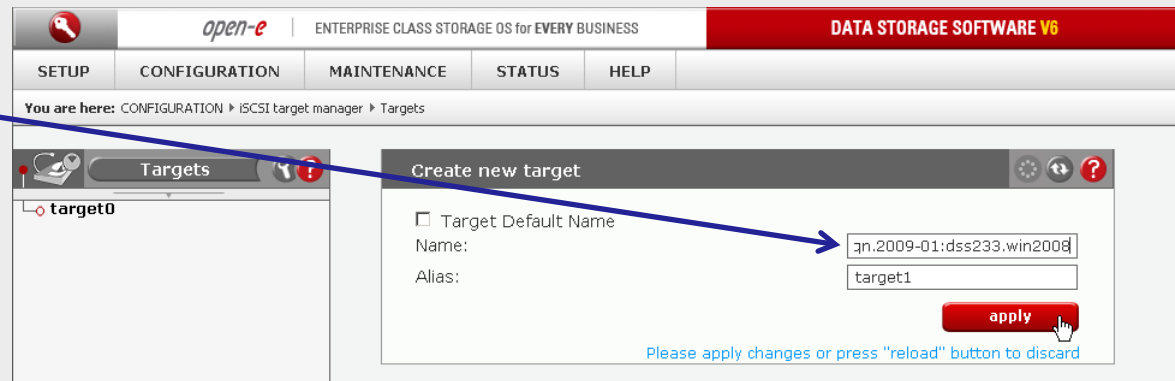 open-e ENTERPRISE CLASS STORAGE OS for EVERY BUSINESS DATA STORAGE SOFTWARE V6
SETUP CONFIGURATION MAINTENANCE STATUS HELP
You are here: CONFIGURATION iSCSI target manager Targets
Targets ?
target0
Create new target ?
Target Default Name
Name: qn.2009-01:dss233.win2008
Alias: target1
apply
Please apply changes or press "reload" button to discard